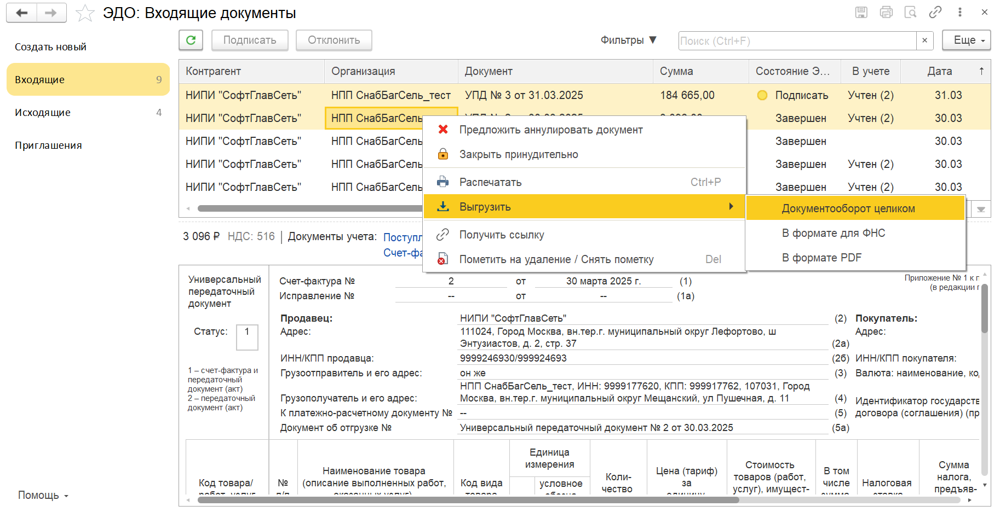 ЭДО: Входящие документы
Создать новый
Входящие 9
Исходящие 4
Приглашения
Помощь
Подписать Отклонить Фильтры ▼ Поиск (Ctrl+F) × Еще
Контрагент Организация Документ Сумма Состояние Э... В учете Дата ↑
НИПИ "СофтГлавСеть" НПП СнабБагСель_тест УПД № 3 от 31.03.2025 184 665,00 Подписать Учтен (2) 31.03
НИПИ "СофтГлавСеть" НПП СнабБагСель Завершен Учтен (2) 30.03
НИПИ "СофтГлавСеть" НПП СнабБагСель Завершен 30.03
НИПИ "СофтГлавСеть" НПП СнабБагСель Завершен Учтен (2) 30.03
НИПИ "СофтГлавСеть" НПП СнабБагСель Завершен Учтен (2) 30.03
Предложить аннулировать документ
Закрыть принудительно
Распечатать Ctrl+P
Выгрузить
Получить ссылку
Пометить на удаление / Снять пометку Del
Документооборот целиком
В формате для ФНС
В формате PDF
3 096 ₽ НДС: 516 | Документы учета: Поступл
Счет-фа
Универсальный
передаточный
документ
Статус: 1
1 – счет-фактура и
передаточный
документ (акт)
2 – передаточный
документ (акт)
Счет-фактура № 2 от 30 марта 2025 г. (1)
Исправление № -- от -- (1а)
Приложение № 1 к п
(в редакции г
Продавец: НИПИ "СофтГлавСеть" (2) Покупатель:
Адрес: 111024, Город Москва, вн.тер.г. муниципальный округ Лефортово, ш Адрес:
Энтузиастов, д. 2, стр. 37 (2а)
ИНН/КПП продавца: 9999246930/999924693 (2б) ИНН/КПП покупателя:
Грузоотправитель и его адрес: он же (3) Валюта: наименование, ко
НПП СнабБагСель_тест, ИНН: 9999177620, КПП: 999917762, 107031, Город
Грузополучатель и его адрес: Москва, вн.тер.г. муниципальный округ Мещанский, ул Пушечная, д. 11 (4) Идентификатор государств
К платежно-расчетному документу № -- (5) договора (соглашения) (пр
Документ об отгрузке № Универсальный передаточный документ № 2 от 30.03.2025 (5а)
Код товара/
работ, услуг
№
п/п
Наименование товара
(описание выполненных работ,
оказанных услуг)
Код вида
товара
Единица
измерения
условное
Коли-
чество
Цена (тариф)
за
единицу
Стоимость
товаров (работ,
услуг), имущест-
В том
числе
сумма
Налоговая
ставка
Сумма
налога,
предъяв-